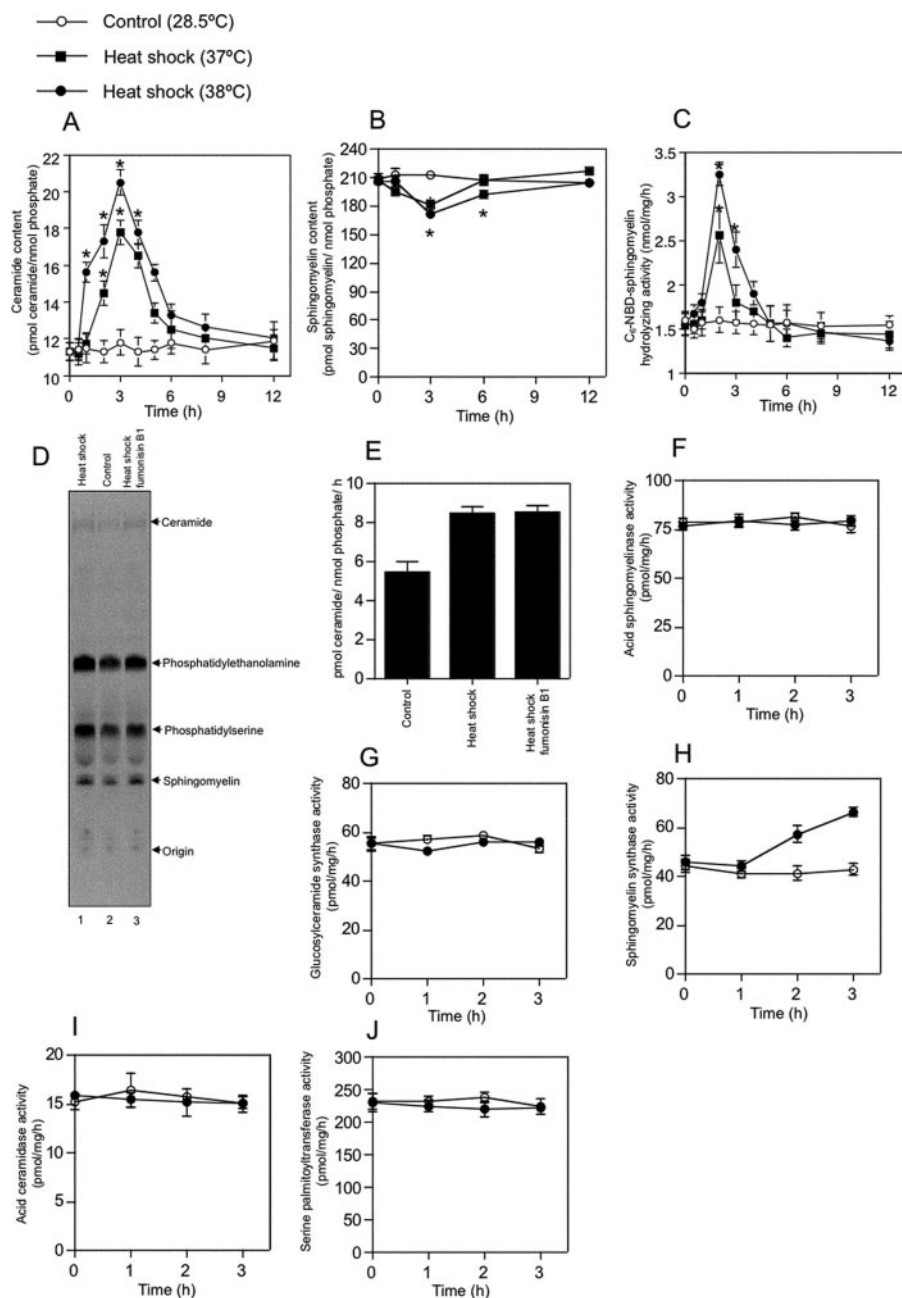 Control (28.5ºC)
Heat shock (37ºC)
Heat shock (38ºC)
A
Ceramide content
(pmol ceramide/nmol phosphate)
22
20
18
16
14
12
10
0 3 6 9 12
Time (h)
* * * * * *
B
Sphingomyelin content
(pmol sphingomyelin/ nmol phosphate)
240
210
180
150
120
90
60
30
0
0 3 6 9 12
Time (h)
* * *
C
C6-NBD-sphingomyelin
hydrolyzing activity (nmol/mg/h)
3.5
3
2.5
2
1.5
1
0 3 6 9 12
Time (h)
* * *
D
Heat shock
Control
Heat shock
fumonisin B1
Ceramide
Phosphatidylethanolamine
Phosphatidylserine
Sphingomyelin
Origin
1 2 3
E
pmol ceramide/ nmol phosphate/ h
10
8
6
4
2
0
Control
Heat shock
Heat shock
fumonisin B1
F
Acid sphingomyelinase activity
(pmol/mg/h)
100
75
50
25
0
0 1 2 3
Time (h)
G
Glucosylceramide synthase activity
(pmol/mg/h)
80
60
40
20
0
0 1 2 3
Time (h)
H
Sphingomyelin synthase activity
(pmol/mg/h)
80
60
40
20
0
0 1 2 3
Time (h)
I
Acid ceramidase activity
(pmol/mg/h)
20
15
10
5
0
0 1 2 3
Time (h)
J
Serine palmitoyltransferase activity
(pmol/mg/h)
300
250
200
150
100
50
0
0 1 2 3
Time (h)